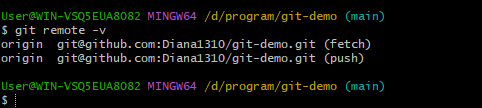 User@WIN-VSQ5EUA8082 MINGW64 /d/program/git-demo (main)
$ git remote -v
origin  git@github.com:Diana1310/git-demo.git (fetch)
origin  git@github.com:Diana1310/git-demo.git (push)
User@WIN-VSQ5EUA8082 MINGW64 /d/program/git-demo (main)
$